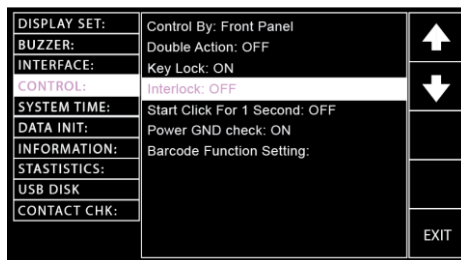 DISPLAY SET:
BUZZER:
INTERFACE:
CONTROL:
SYSTEM TIME:
DATA INIT:
INFORMATION:
STASTISTICS:
USB DISK
CONTACT CHK:
Control By: Front Panel
Double Action: OFF
Key Lock: ON
Interlock: OFF
Start Click For 1 Second: OFF
Power GND check: ON
Barcode Function Setting:
EXIT